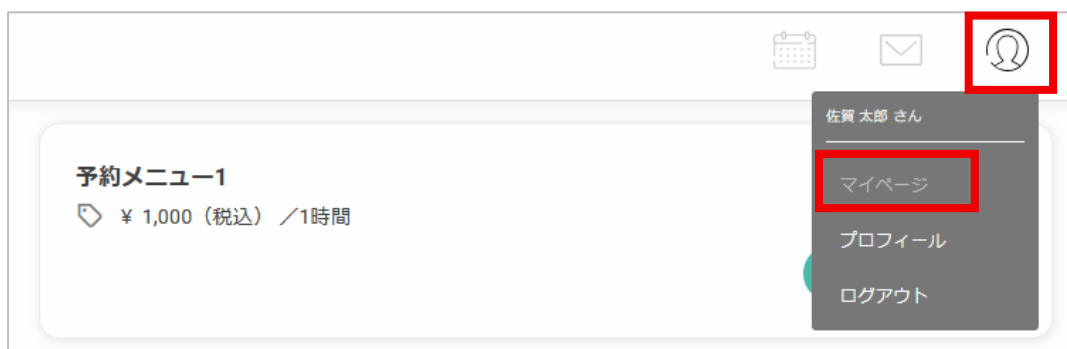 佐賀 太郎 さん
予約メニュー1
¥ 1,000（税込）／1時間
マイページ
プロフィール
ログアウト